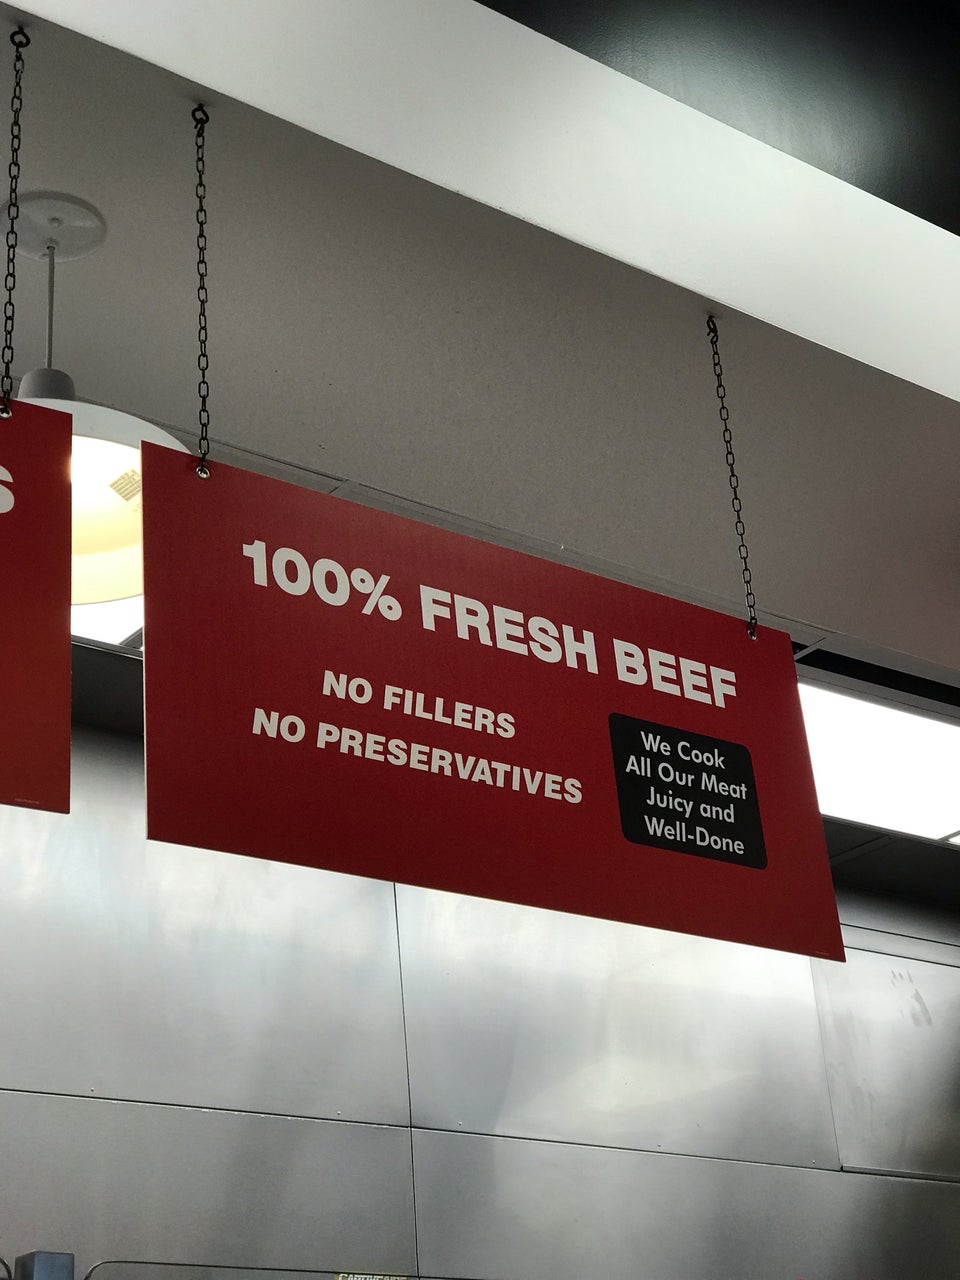 S
100% FRESH BEEF
NO FILLERS
NO PRESERVATIVES
We Cook
All Our Meat
Juicy and
Well-Done